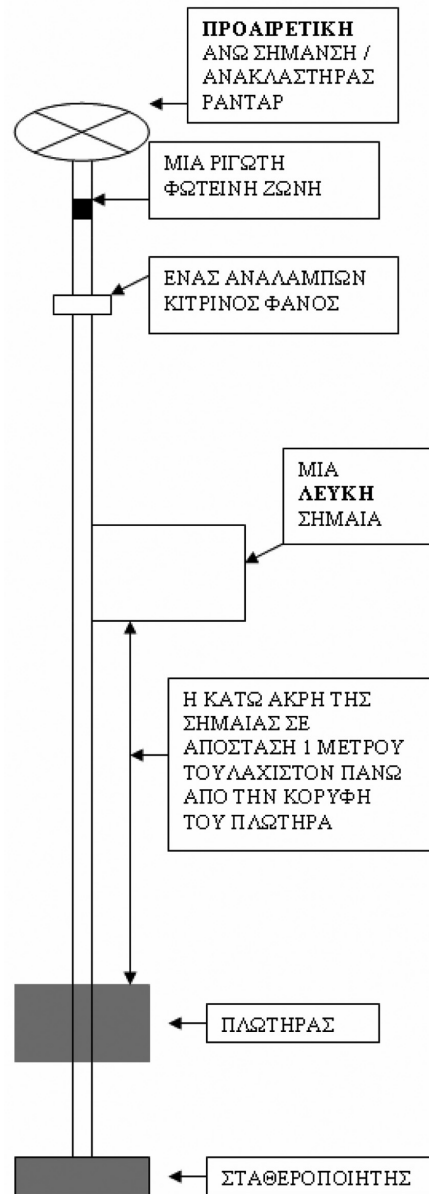 ΠΡΟΑΙΡΕΤΙΚΗ
ΑΝΩ ΣΗΜΑΝΣΗ /
ΑΝΑΚΛΑΣΤΗΡΑΣ
ΡΑΝΤΑΡ
ΜΙΑ ΡΙΓΩΤΗ
ΦΩΤΕΙΝΗ ΖΩΝΗ
ΕΝΑΣ ΑΝΑΛΑΜΠΩΝ
ΚΙΤΡΙΝΟΣ ΦΑΝΟΣ
ΜΙΑ
ΛΕΥΚΗ
ΣΗΜΑΙΑ
Η ΚΑΤΩ ΑΚΡΗ ΤΗΣ
ΣΗΜΑΙΑΣ ΣΕ
ΑΠΟΣΤΑΣΗ 1 ΜΕΤΡΟΥ
ΤΟΥΛΑΧΙΣΤΟΝ ΠΑΝΩ
ΑΠΟ ΤΗΝ ΚΟΡΥΦΗ
ΤΟΥ ΠΛΩΤΗΡΑ
ΠΛΩΤΗΡΑΣ
ΣΤΑΘΕΡΟΠΟΙΗΤΗΣ